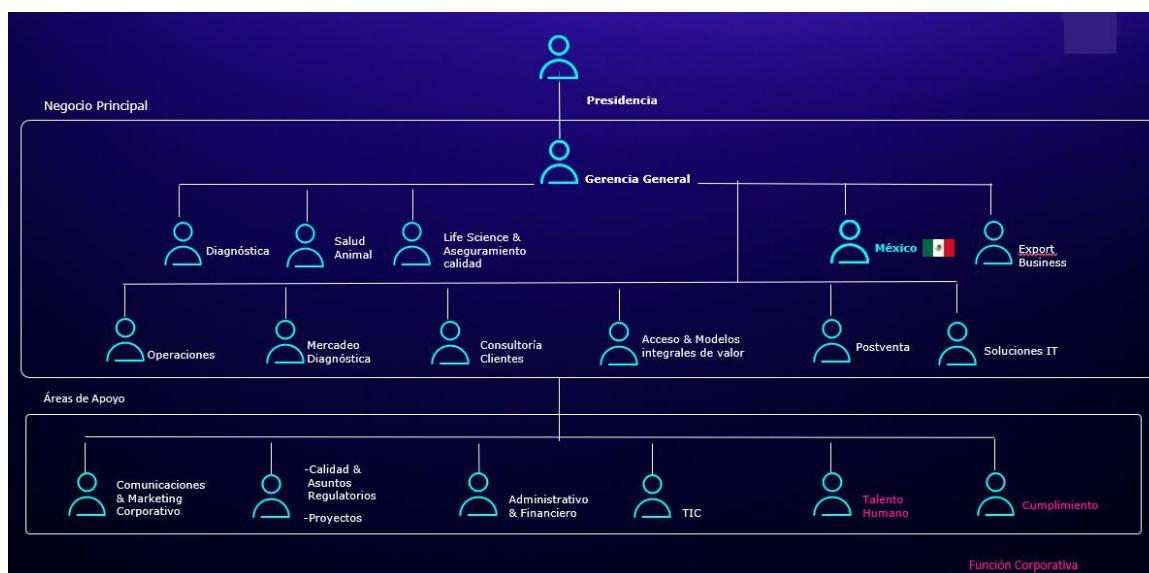 Presidencia
Negocio Principal
Gerencia General
Diagnóstica
Salud
Animal
Life Science &
Aseguramiento
calidad
México
Export
Business
Operaciones
Mercadeo
Diagnóstica
Consultoría
Clientes
Acceso & Modelos
integrales de valor
Postventa
Soluciones IT
Áreas de Apoyo
Comunicaciones
& Marketing
Corporativo
-Calidad &
Asuntos
Regulatorios
-Proyectos
Administrativo
& Financiero
TIC
Talento
Humano
Cumplimiento
Función Corporativa